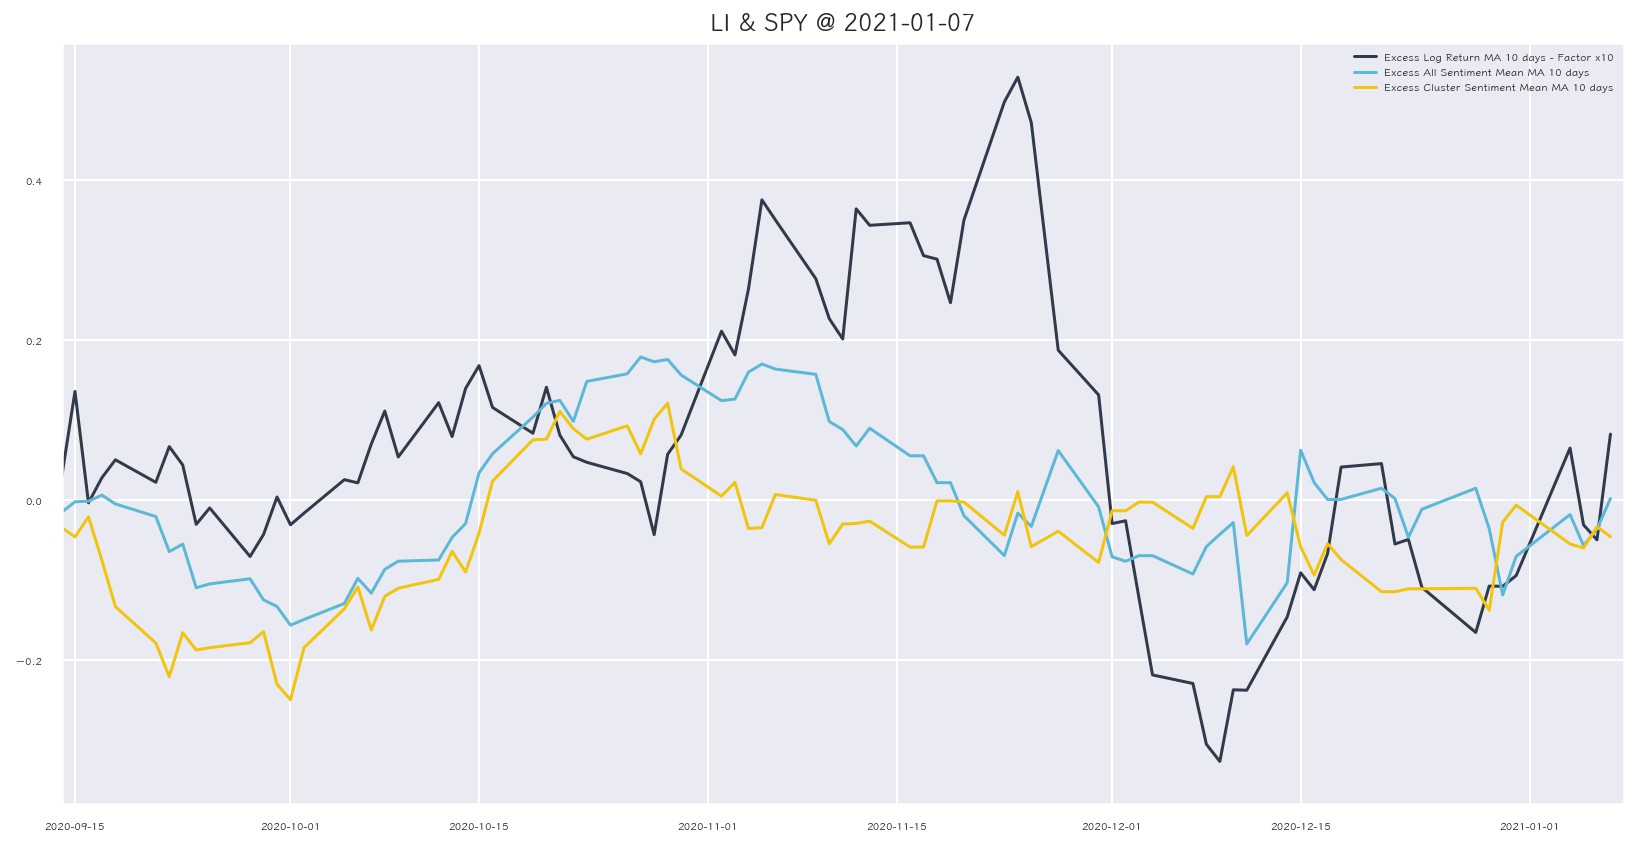 LI & SPY @ 2021-01-07
Excess Log Return MA 10 days - Factor x10
Excess All Sentiment Mean MA 10 days
Excess Cluster Sentiment Mean MA 10 days
0.4
0.2
0.0
−0.2
2020-09-15 2020-10-01 2020-10-15 2020-11-01 2020-11-15 2020-12-01 2020-12-15 2021-01-01